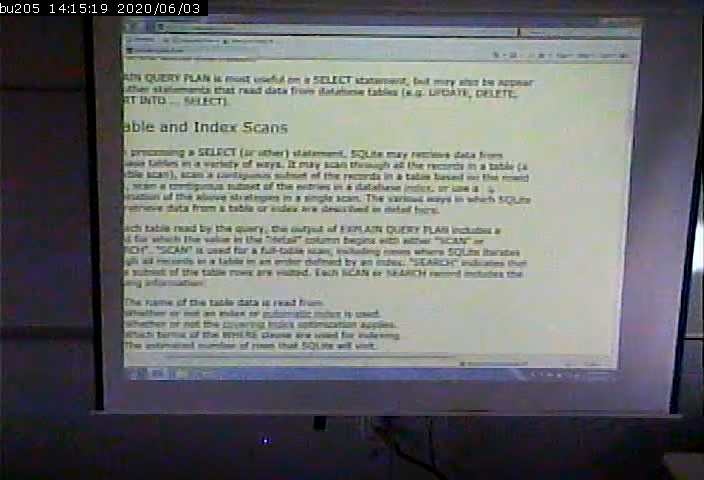 bu205 14:15:19 2020/06/03
AIN QUERY PLAN is most useful on a SELECT statement, but may also be appear
other statements that read data from database tables (e.g. UPDATE, DELETE,
RT INTO ... SELECT).
able and Index Scans
processing a SELECT (or other) statement, SQLite may retrieve data from
ase tables in a variety of ways. It may scan through all the records in a table (a
ble scan), scan a contiguous subset of the records in a table based on the rowid
, scan a contiguous subset of the entries in a database index, or use a
ination of the above strategies in a single scan. The various ways in which SQLite
retrieve data from a table or index are described in detail here.
ach table read by the query, the output of EXPLAIN QUERY PLAN includes a
d for which the value in the "detail" column begins with either "SCAN" or
RCH". "SCAN" is used for a full-table scan, including cases where SQLite iterates
gh all records in a table in an order defined by an index. "SEARCH" indicates that
a subset of the table rows are visited. Each SCAN or SEARCH record includes the
ing information:
The name of the table data is read from.
Whether or not an index or automatic index is used.
Whether or not the covering index optimization applies.
Which terms of the WHERE clause are used for indexing.
The estimated number of rows that SQLite will visit.